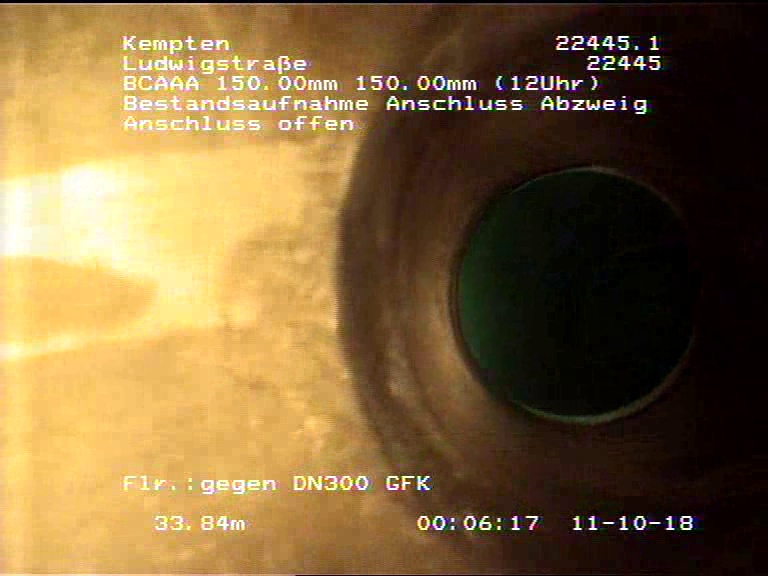 Kempten 22445.1
Ludwigstraße 22445
BCAAA 150.00mm 150.00mm (12Uhr)
Bestandsaufnahme Anschluss Abzweig
Anschluss offen
Flr.:gegen DN300 GFK
33.84m 00:06:17 11-10-18